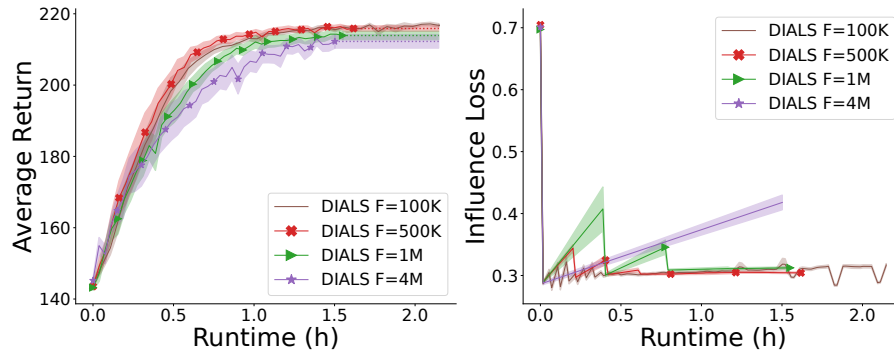 220
200
180
160
140
Average Return
0.0 0.5 1.0 1.5 2.0
Runtime (h)
DIALS F=100K
DIALS F=500K
DIALS F=1M
DIALS F=4M
0.7
0.6
0.5
0.4
0.3
Influence Loss
0.0 0.5 1.0 1.5 2.0
Runtime (h)
DIALS F=100K
DIALS F=500K
DIALS F=1M
DIALS F=4M